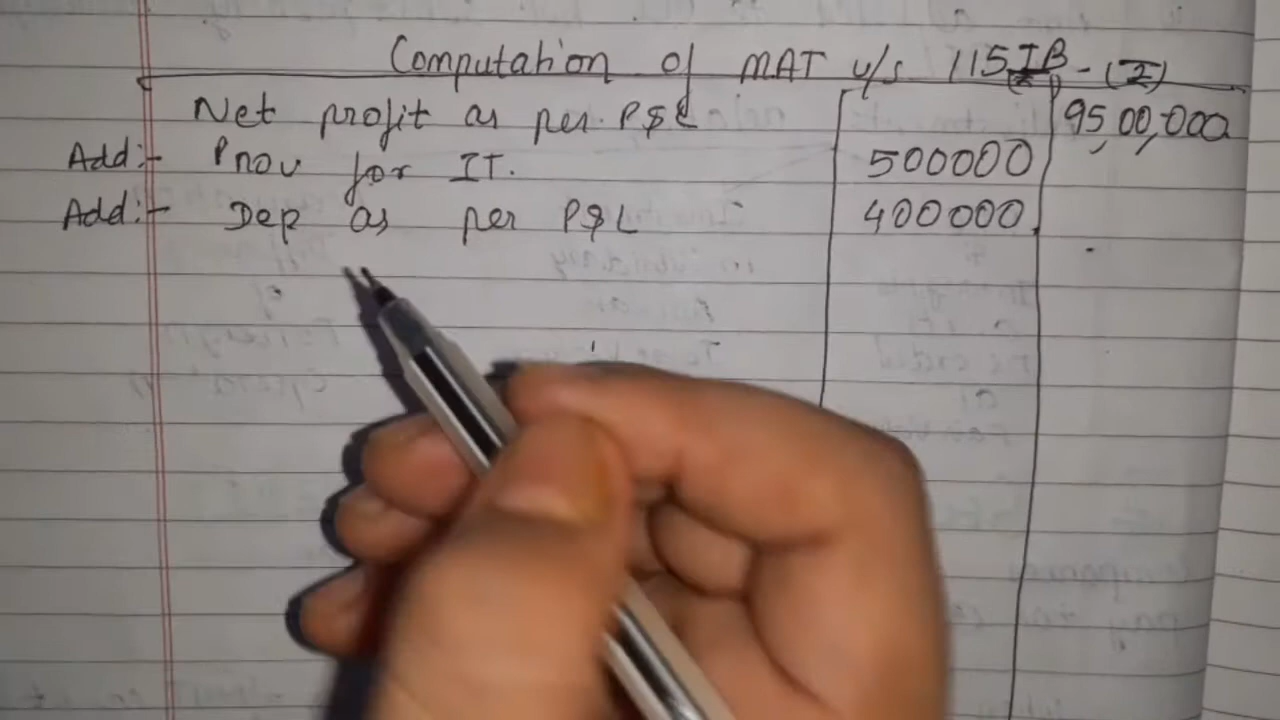 Computation of MAT u/s 115JB - (I)
Net profit as per P&L 95,00,000
Add:- Prov for IT. 500000
Add:- Dep as per P&L 400000